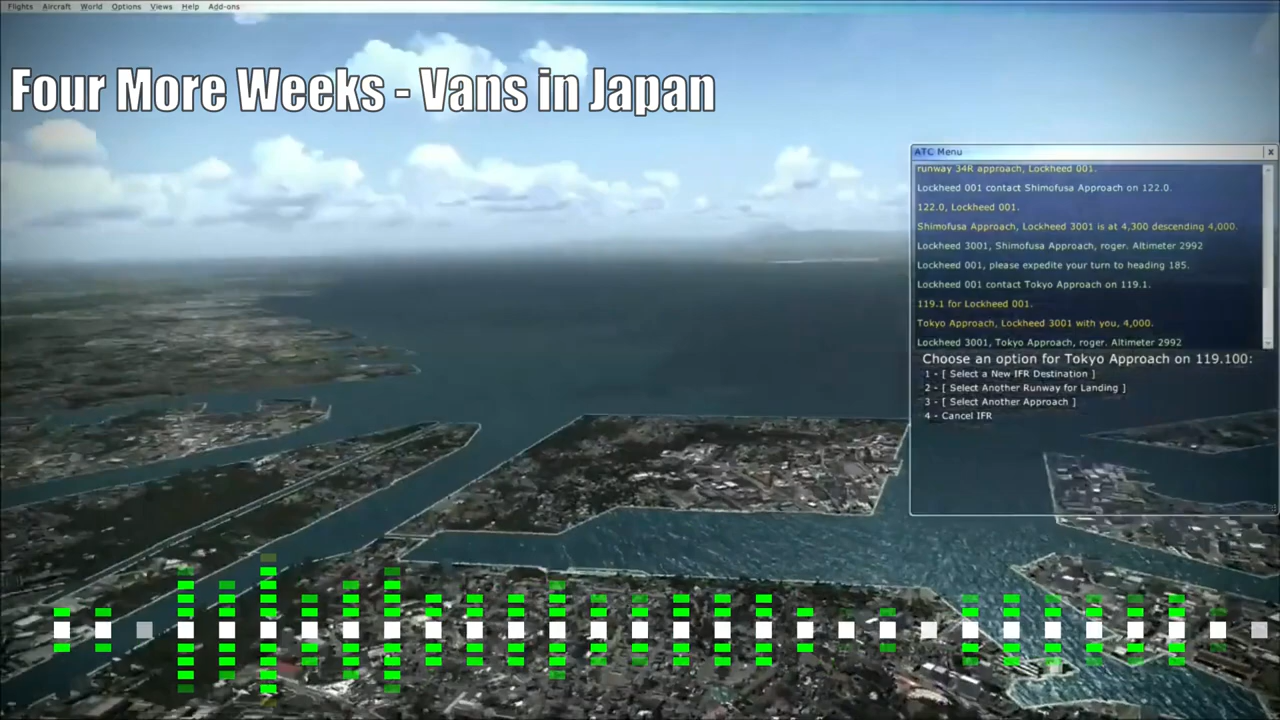 Flights Aircraft World Options Views Help Add-ons
Four More Weeks - Vans in Japan
ATC Menu x
runway 34R approach, Lockheed 001.
Lockheed 001 contact Shimofusa Approach on 122.0.
122.0, Lockheed 001.
Shimofusa Approach, Lockheed 3001 is at 4,300 descending 4,000.
Lockheed 3001, Shimofusa Approach, roger. Altimeter 2992
Lockheed 001, please expedite your turn to heading 185.
Lockheed 001 contact Tokyo Approach on 119.1.
119.1 for Lockheed 001.
Tokyo Approach, Lockheed 3001 with you, 4,000.
Lockheed 3001, Tokyo Approach, roger. Altimeter 2992
Choose an option for Tokyo Approach on 119.100:
1 - [ Select a New IFR Destination ]
2 - [ Select Another Runway for Landing ]
3 - [ Select Another Approach ]
4 - Cancel IFR